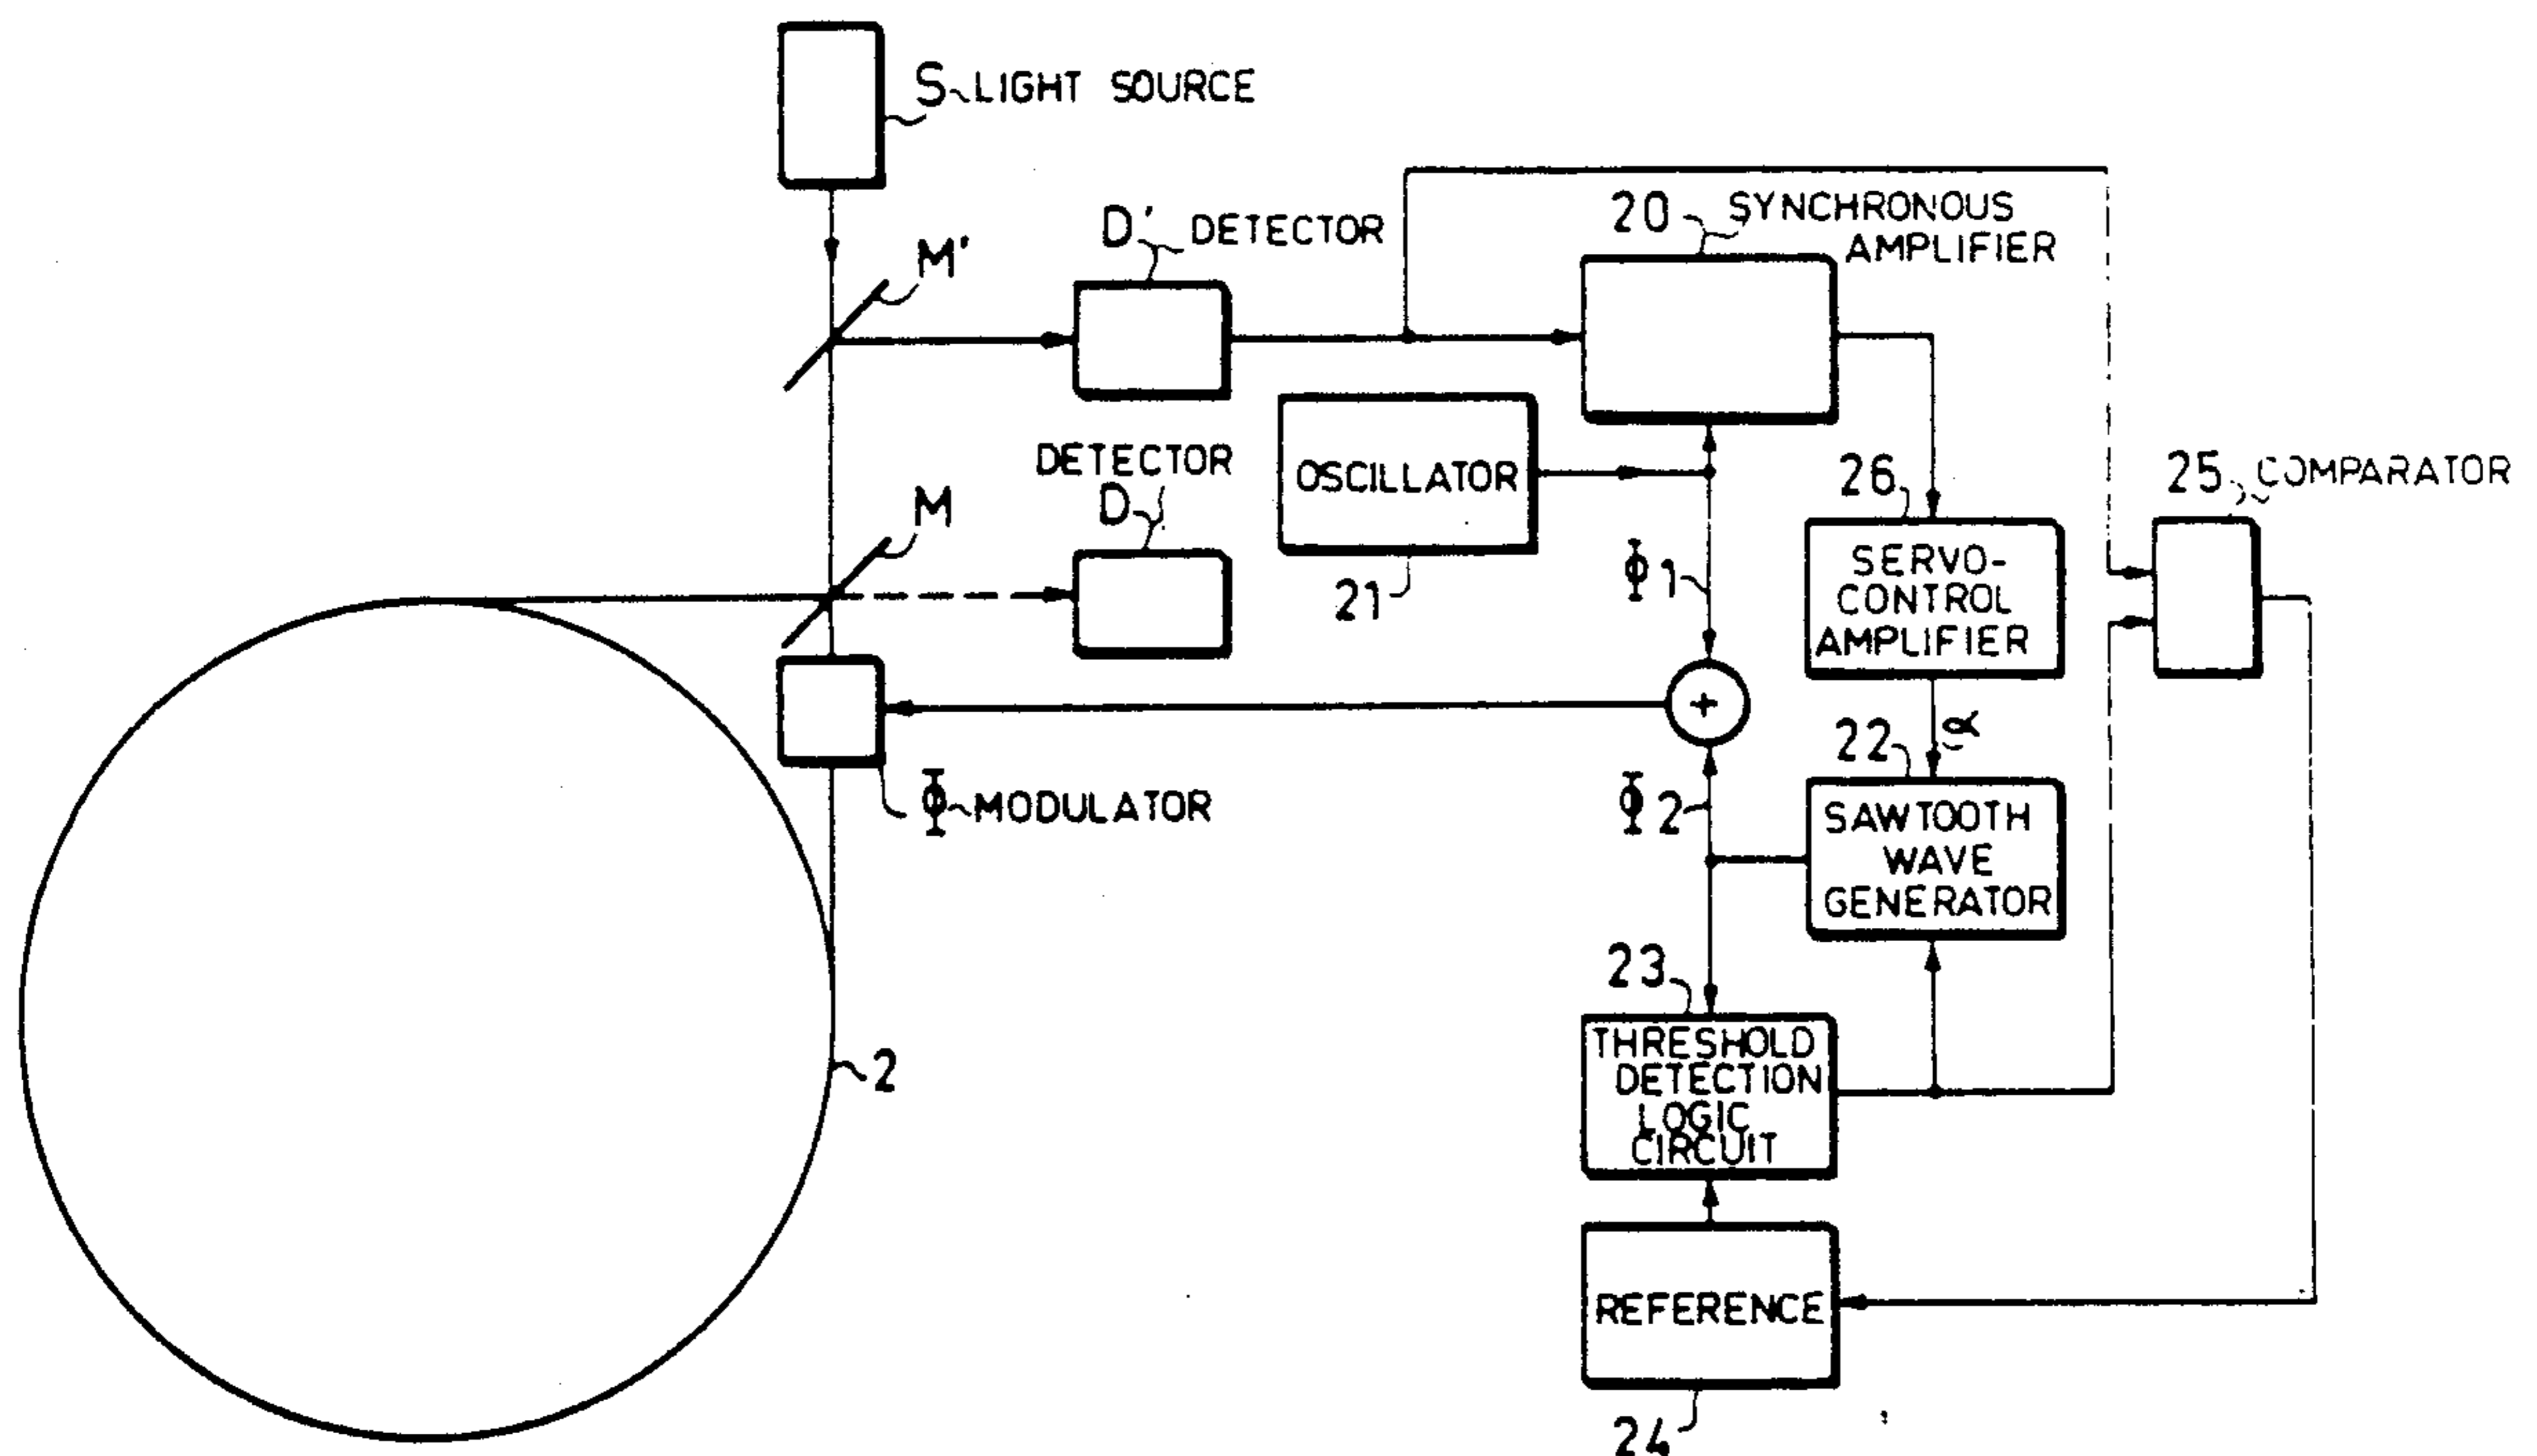 S LIGHT SOURCE
M'
D' DETECTOR
20 SYNCHRONOUS
AMPLIFIER
DETECTOR
D
M
OSCILLATOR
21
26
SERVO-
CONTROL
AMPLIFIER
25 COMPARATOR
Φ1
+
α
22
SAWTOOTH
WAVE
GENERATOR
Φ MODULATOR
Φ2
23
THRESHOLD
DETECTION
LOGIC
CIRCUIT
2
REFERENCE
24